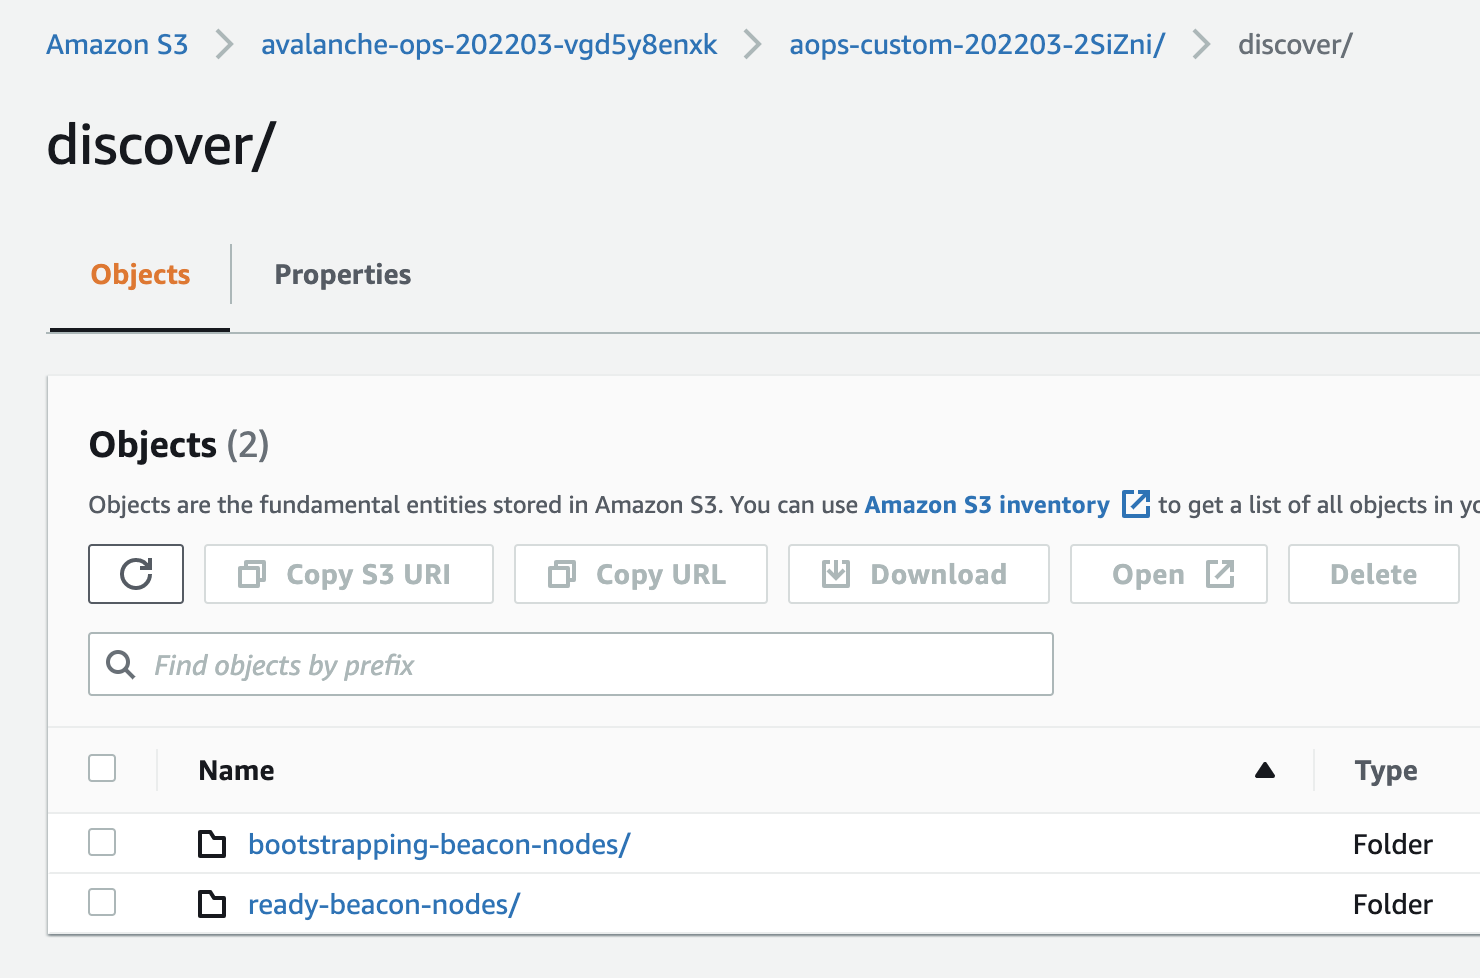 Amazon S3 > avalanche-ops-202203-vgd5y8enxk > aops-custom-202203-2SiZni/ > discover/
discover/
Objects Properties
Objects (2)
Objects are the fundamental entities stored in Amazon S3. You can use Amazon S3 inventory to get a list of all objects in
Copy S3 URI Copy URL Download Open Delete
Find objects by prefix
Name Type
bootstrapping-beacon-nodes/ Folder
ready-beacon-nodes/ Folder